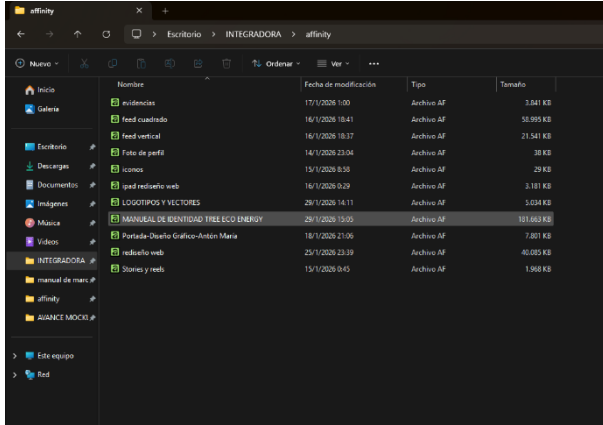 affinity
Escritorio > INTEGRADORA > affinity
Nuevo
Ordenar
Ver
Nombre Fecha de modificación Tipo Tamaño
Inicio
Galería
Escritorio
Descargas
Documentos
Imágenes
Música
Videos
INTEGRADORA
manual de marc
affinity
AVANCE MOCKU
Este equipo
Red
evidencias 17/1/2026 1:00 Archivo AF 3.841 KB
feed cuadrado 16/1/2026 18:41 Archivo AF 58.995 KB
feed vertical 16/1/2026 18:37 Archivo AF 21.541 KB
Foto de perfil 14/1/2026 23:04 Archivo AF 38 KB
iconos 15/1/2026 8:58 Archivo AF 29 KB
ipad rediseño web 16/1/2026 0:29 Archivo AF 3.181 KB
LOGOTIPOS Y VECTORES 29/1/2026 14:11 Archivo AF 5.034 KB
MANUEAL DE IDENTIDAD TREE ECO ENERGY 29/1/2026 15:05 Archivo AF 181.663 KB
Portada-Diseño Gráfico-Antón María 18/1/2026 21:06 Archivo AF 7.801 KB
rediseño web 25/1/2026 23:39 Archivo AF 40.085 KB
Stories y reels 15/1/2026 0:45 Archivo AF 1.968 KB